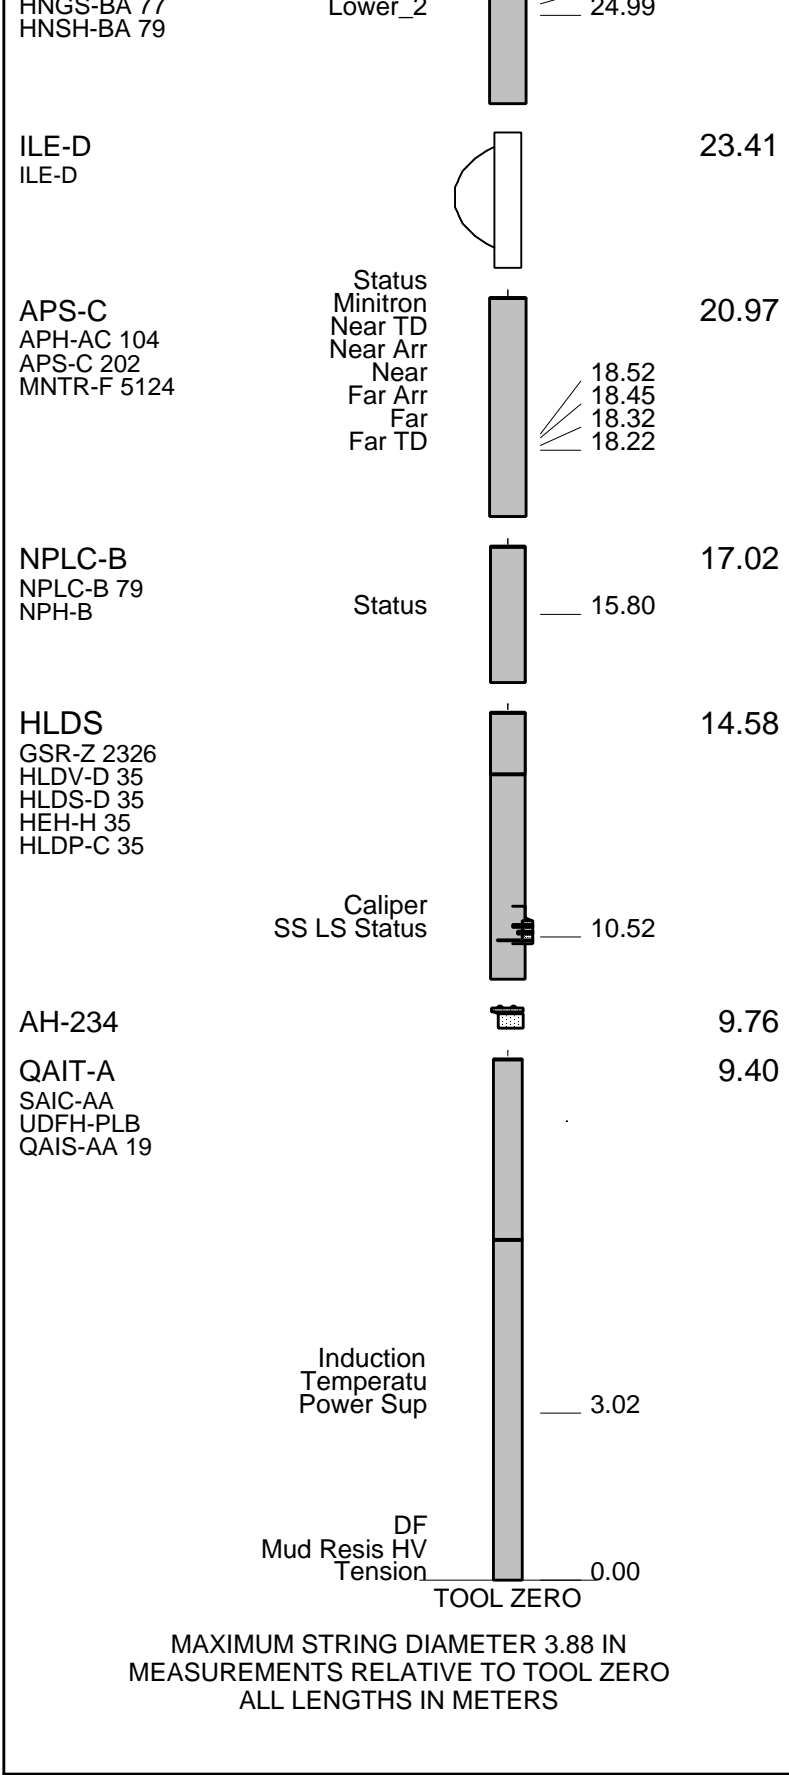 HNGS-BA 77
HNSH-BA 79
Lower_2
24.99
ILE-D
ILE-D
23.41
APS-C
APH-AC 104
APS-C 202
MNTR-F 5124
Status
Minitron
Near TD
Near Arr
Near
Far Arr
Far
Far TD
18.52
18.45
18.32
18.22
20.97
NPLC-B
NPLC-B 79
NPH-B
Status
15.80
17.02
HLDS
GSR-Z 2326
HLDV-D 35
HLDS-D 35
HEH-H 35
HLDP-C 35
Caliper
SS LS Status
10.52
14.58
AH-234
9.76
QAIT-A
SAIC-AA
UDFH-PLB
QAIS-AA 19
9.40
Induction
Temperatu
Power Sup
3.02
DF
Mud Resis HV
Tension
0.00
TOOL ZERO
MAXIMUM STRING DIAMETER 3.88 IN
MEASUREMENTS RELATIVE TO TOOL ZERO
ALL LENGTHS IN METERS